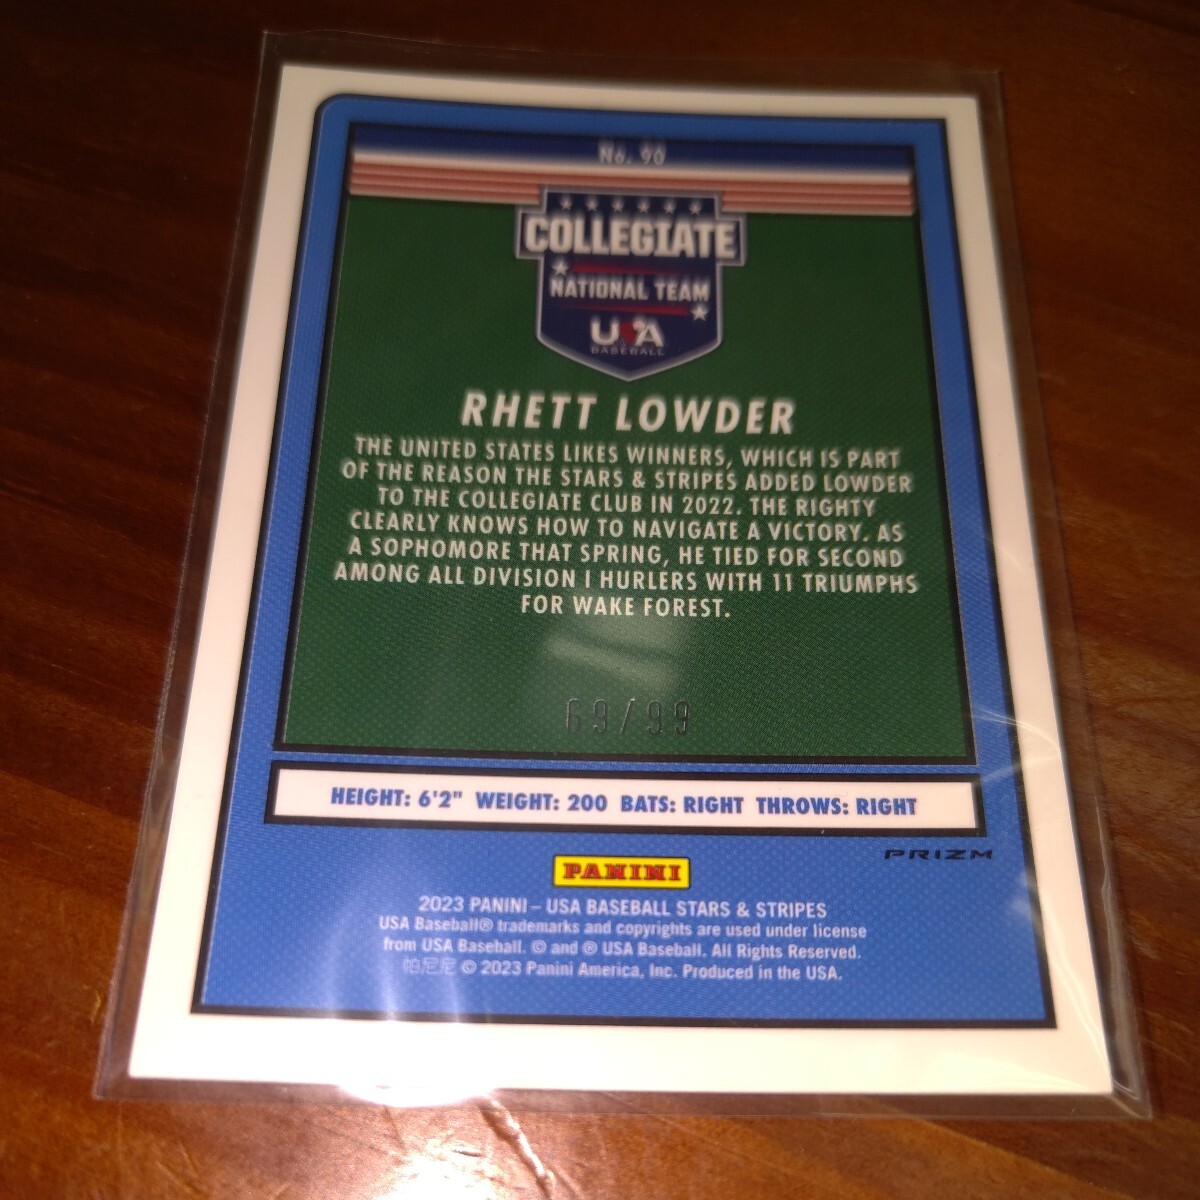 No. 90
COLLEGIATE
NATIONAL TEAM
USA
BASEBALL
RHETT LOWDER
THE UNITED STATES LIKES WINNERS, WHICH IS PART
OF THE REASON THE STARS & STRIPES ADDED LOWDER
TO THE COLLEGIATE CLUB IN 2022. THE RIGHTY
CLEARLY KNOWS HOW TO NAVIGATE A VICTORY. AS
A SOPHOMORE THAT SPRING, HE TIED FOR SECOND
AMONG ALL DIVISION I HURLERS WITH 11 TRIUMPHS
FOR WAKE FOREST.
69/99
HEIGHT: 6'2" WEIGHT: 200 BATS: RIGHT THROWS: RIGHT
PRIZM
PANINI
2023 PANINI – USA BASEBALL STARS & STRIPES
USA Baseball® trademarks and copyrights are used under license
from USA Baseball. © and ® USA Baseball. All Rights Reserved.
帕尼尼 © 2023 Panini America, Inc. Produced in the USA.